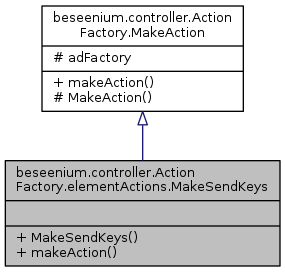 beseenium.controller.Action
Factory.MakeAction
# adFactory
+ makeAction()
# MakeAction()
beseenium.controller.Action
Factory.elementActions.MakeSendKeys
+ MakeSendKeys()
+ makeAction()